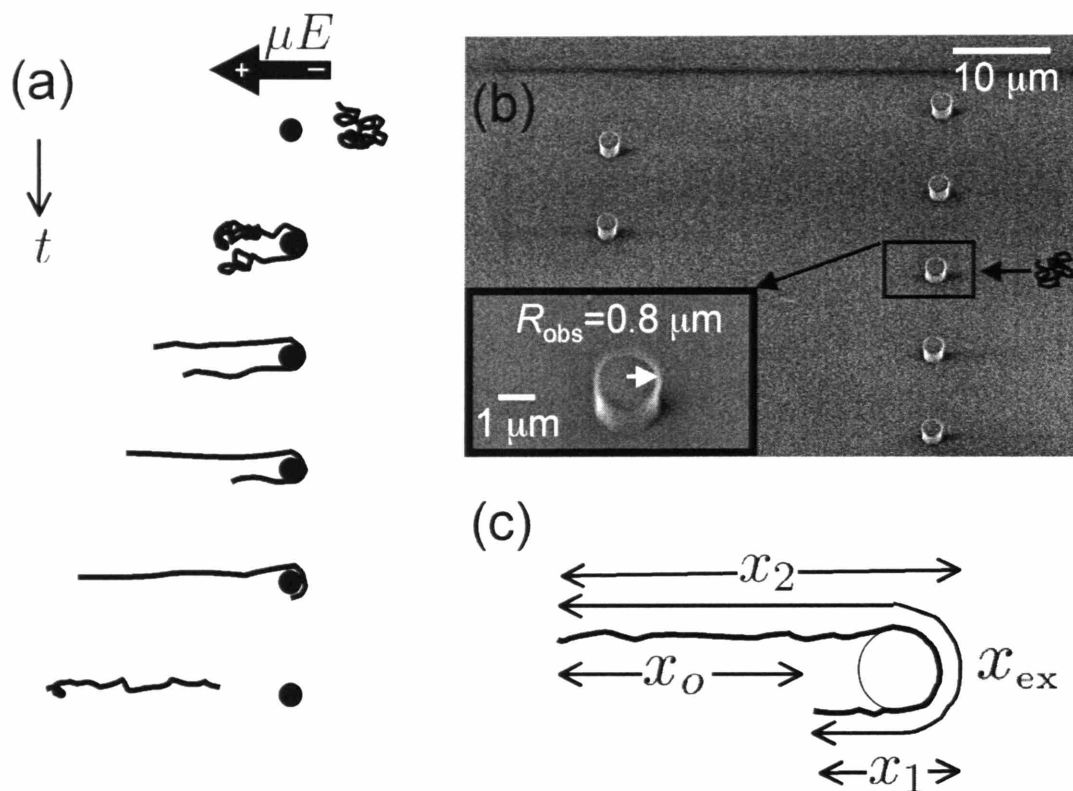 (a)
μE
+ −
t
(b)
10 μm
R_obs=0.8 μm
1 μm
(c)
x_2
x_o
x_ex
x_1